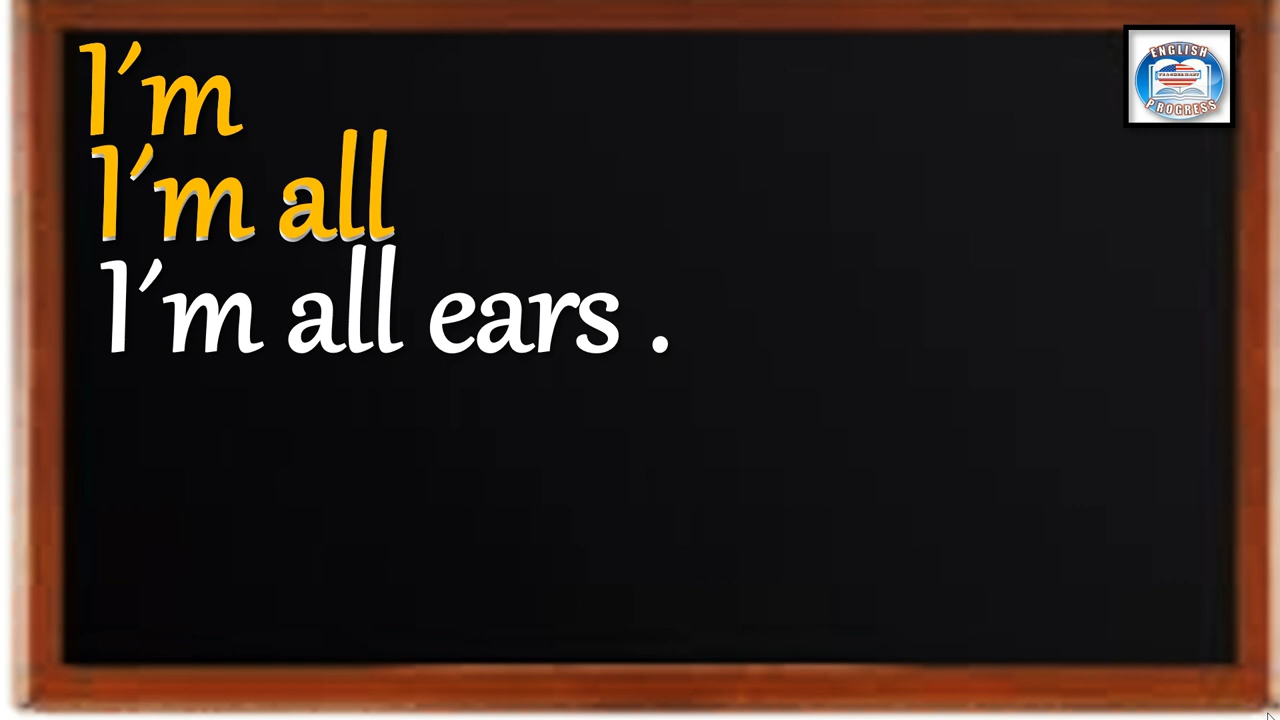 I'm
I'm all
I'm all ears .
ENGLISH
PROGRESS